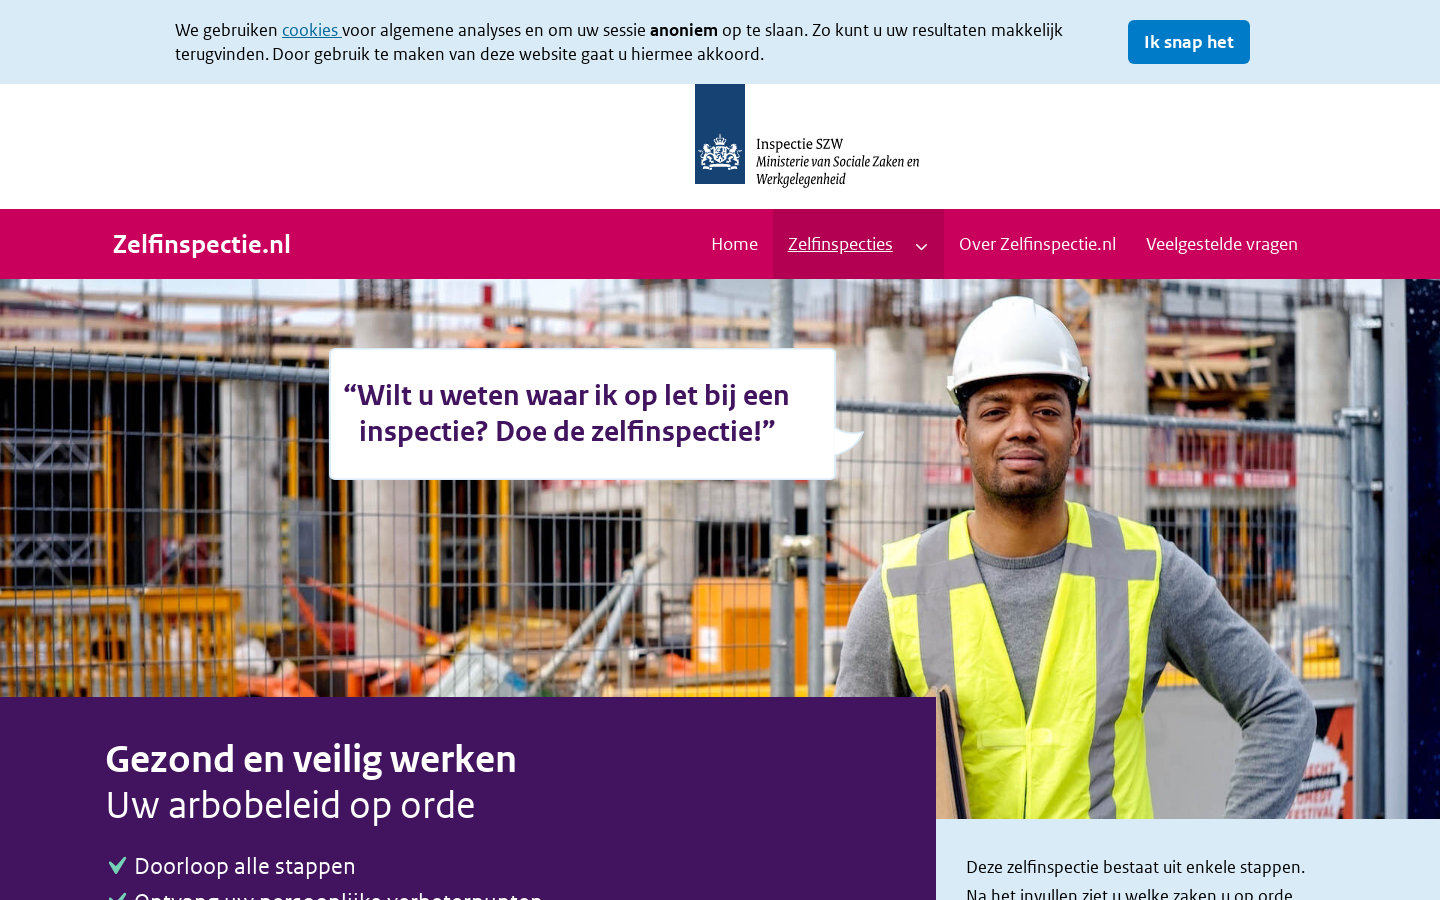 We gebruiken cookies voor algemene analyses en om uw sessie anoniem op te slaan. Zo kunt u uw resultaten makkelijk
terugvinden. Door gebruik te maken van deze website gaat u hiermee akkoord.
Ik snap het
Inspectie SZW
Ministerie van Sociale Zaken en
Werkgelegenheid
Zelfinspectie.nl
Home
Zelfinspecties
Over Zelfinspectie.nl
Veelgestelde vragen
“Wilt u weten waar ik op let bij een
inspectie? Doe de zelfinspectie!”
Gezond en veilig werken
Uw arbobeleid op orde
Doorloop alle stappen
Ontvang uw persoonlijke verbeterpunten
Deze zelfinspectie bestaat uit enkele stappen.
Na het invullen ziet u welke zaken u op orde